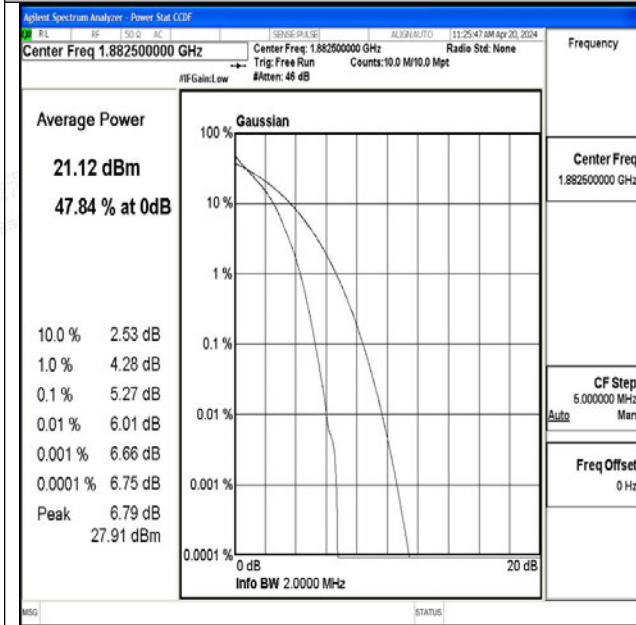 Agilent Spectrum Analyzer - Power Stat CCDF
RL RF 50 Ω AC SENSE:PULSE ALIGNAUTO 11:25:47 AM Apr 20, 2024
Center Freq 1.882500000 GHz
Center Freq: 1.882500000 GHz Radio Std: None
Trig: Free Run Counts:10.0 M/10.0 Mpt
#IFGain:Low #Atten: 46 dB
Frequency
Average Power
21.12 dBm
47.84 % at 0dB
10.0 % 2.53 dB
1.0 % 4.28 dB
0.1 % 5.27 dB
0.01 % 6.01 dB
0.001 % 6.66 dB
0.0001 % 6.75 dB
Peak 6.79 dB
27.91 dBm
Gaussian
100 %
10 %
1 %
0.1 %
0.01 %
0.001 %
0.0001 %
0 dB 20 dB
Info BW 2.0000 MHz
Center Freq
1.882500000 GHz
CF Step
5.000000 MHz
Auto Man
Freq Offset
0 Hz
MSG STATUS